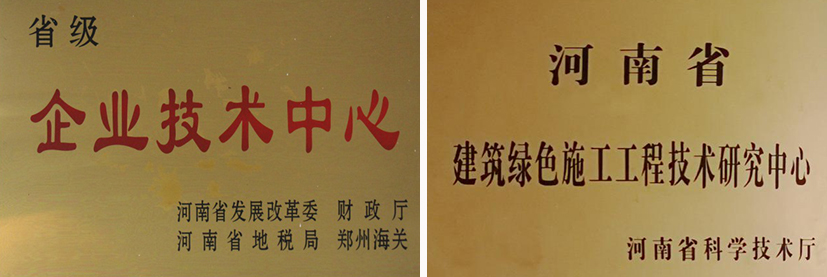 省级
企业技术中心
河南省发展改革委 财政厅
河南省地税局 郑州海关
河南省
建筑绿色施工工程技术研究中心
河南省科学技术厅